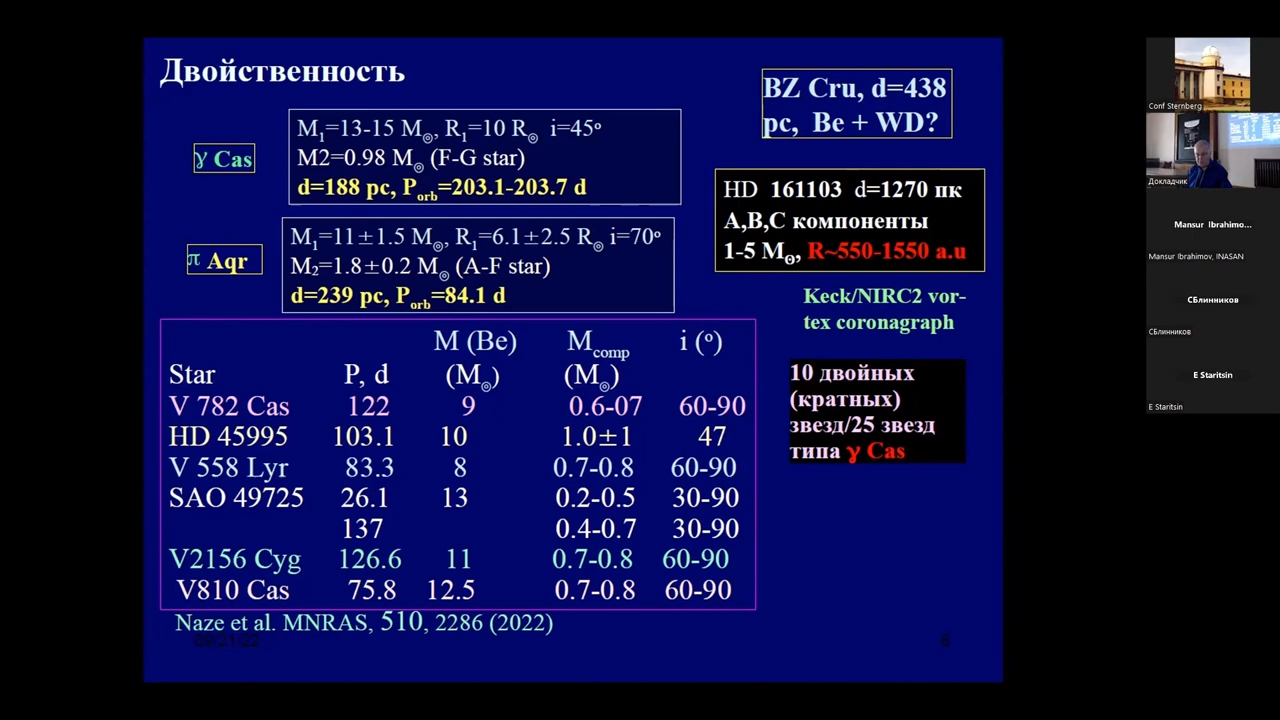 Двойственность
γ Cas
M₁=13-15 M☉, R₁=10 R☉ i=45º
M2=0.98 M☉ (F-G star)
d=188 pc, Porb=203.1-203.7 d
π Aqr
M₁=11±1.5 M☉, R₁=6.1±2.5 R☉ i=70º
M₂=1.8±0.2 M☉ (A-F star)
d=239 pc, Porb=84.1 d
BZ Cru, d=438
pc, Be + WD?
HD 161103 d=1270 пк
A,B,C компоненты
1-5 M☉, R~550-1550 a.u
Keck/NIRC2 vor-
tex coronagraph
10 двойных
(кратных)
звезд/25 звезд
типа γ Cas
M (Be) Mcomp i (º)
Star P, d (M☉) (M☉)
V 782 Cas 122 9 0.6-07 60-90
HD 45995 103.1 10 1.0±1 47
V 558 Lyr 83.3 8 0.7-0.8 60-90
SAO 49725 26.1 13 0.2-0.5 30-90
137 0.4-0.7 30-90
V2156 Cyg 126.6 11 0.7-0.8 60-90
V810 Cas 75.8 12.5 0.7-0.8 60-90
Naze et al. MNRAS, 510, 2286 (2022)
Conf Sternberg
Докладчик
Mansur Ibrahimo...
Mansur Ibrahimov, INASAN
СБлинников
СБлинников
E Staritsin
E Staritsin